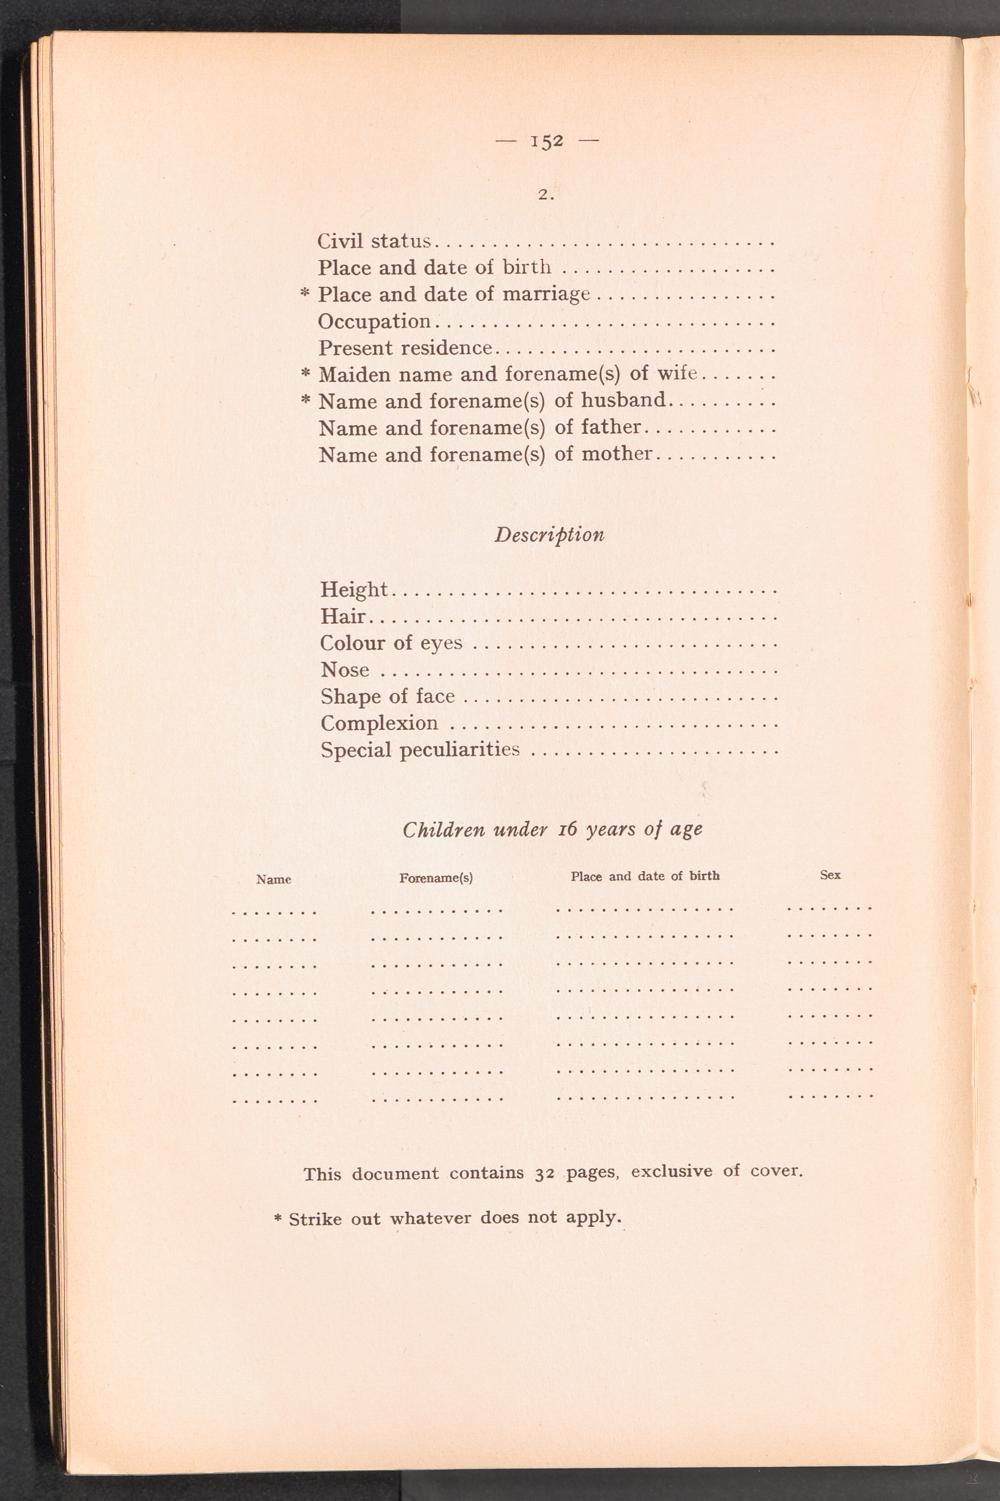 — 152 —
2.
Civil status..............................
Place and date of birth ...................
* Place and date of marriage................
Occupation..............................
Present residence.........................
* Maiden name and forename(s) of wife.......
* Name and forename(s) of husband..........
Name and forename(s) of father............
Name and forename(s) of mother...........
Description
Height..................................
Hair....................................
Colour of eyes ...........................
Nose ...................................
Shape of face ............................
Complexion .............................
Special peculiarities ......................
Children under 16 years of age
Name Forename(s) Place and date of birth Sex
........ ............ ................ ........
........ ............ ................ ........
........ ............ ................ ........
........ ............ ................ ........
........ ............ ................ ........
........ ............ ................ ........
........ ............ ................ ........
........ ............ ................ ........
This document contains 32 pages, exclusive of cover.
* Strike out whatever does not apply.